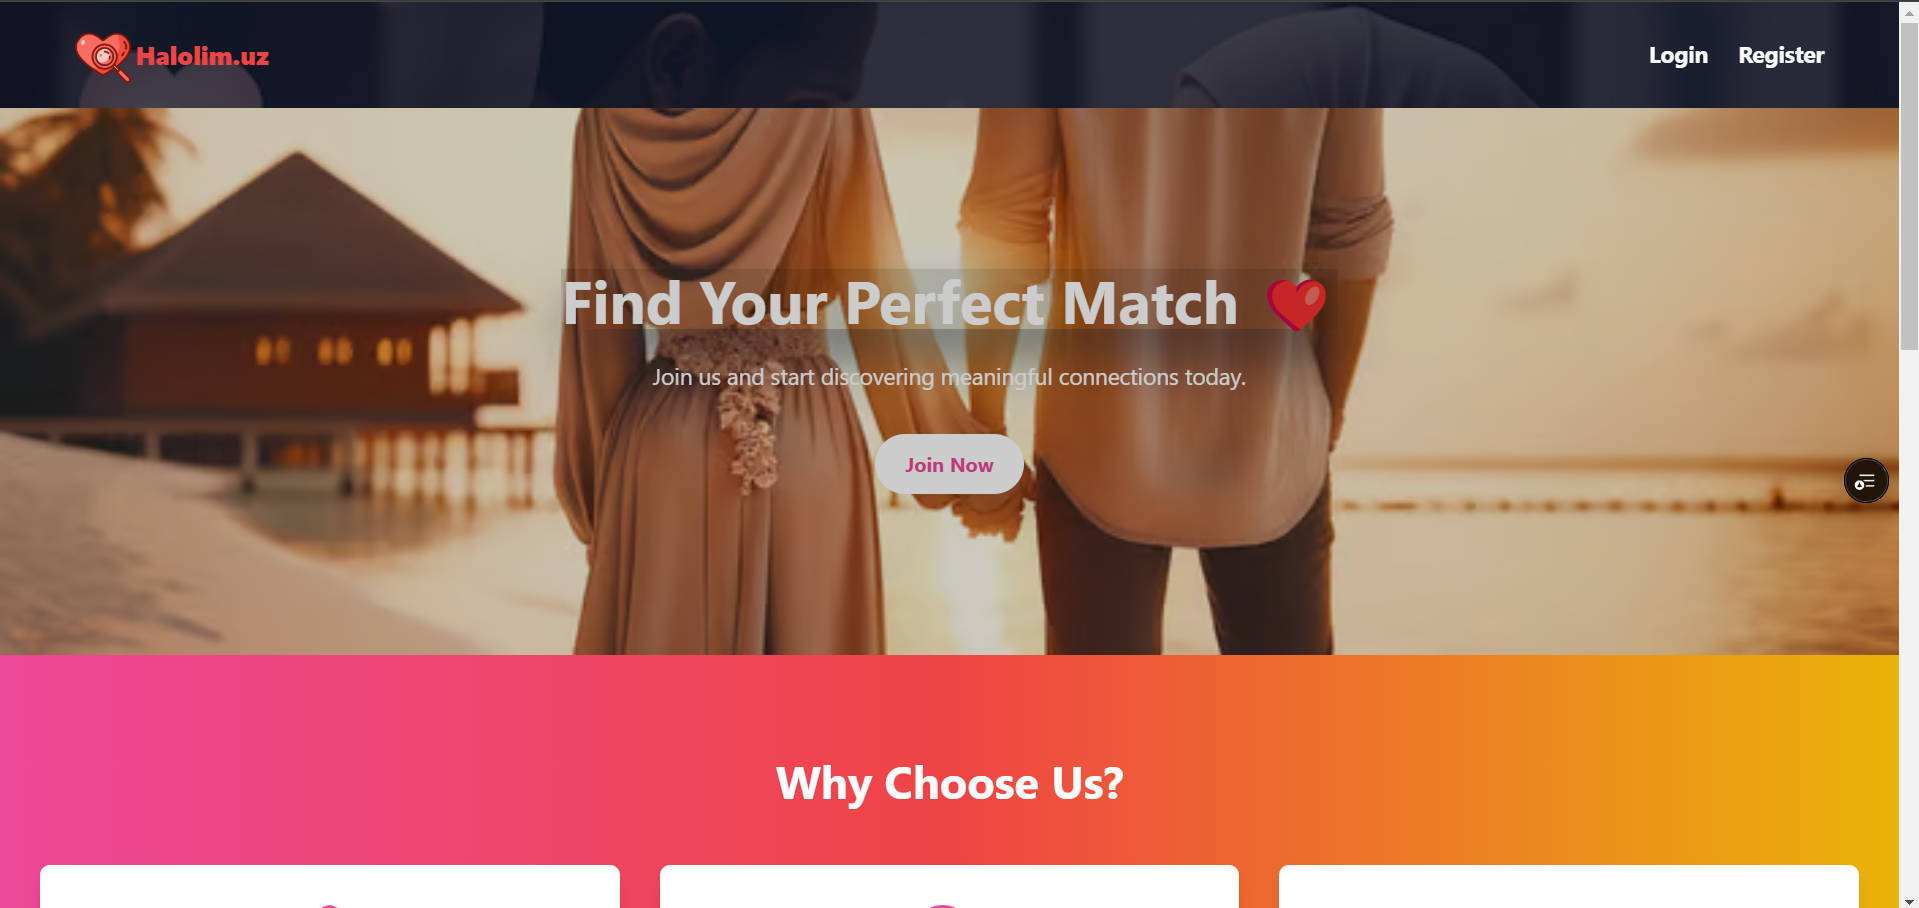 Halolim.uz
Login Register
Find Your Perfect Match ❤️
Join us and start discovering meaningful connections today.
Join Now
Why Choose Us?